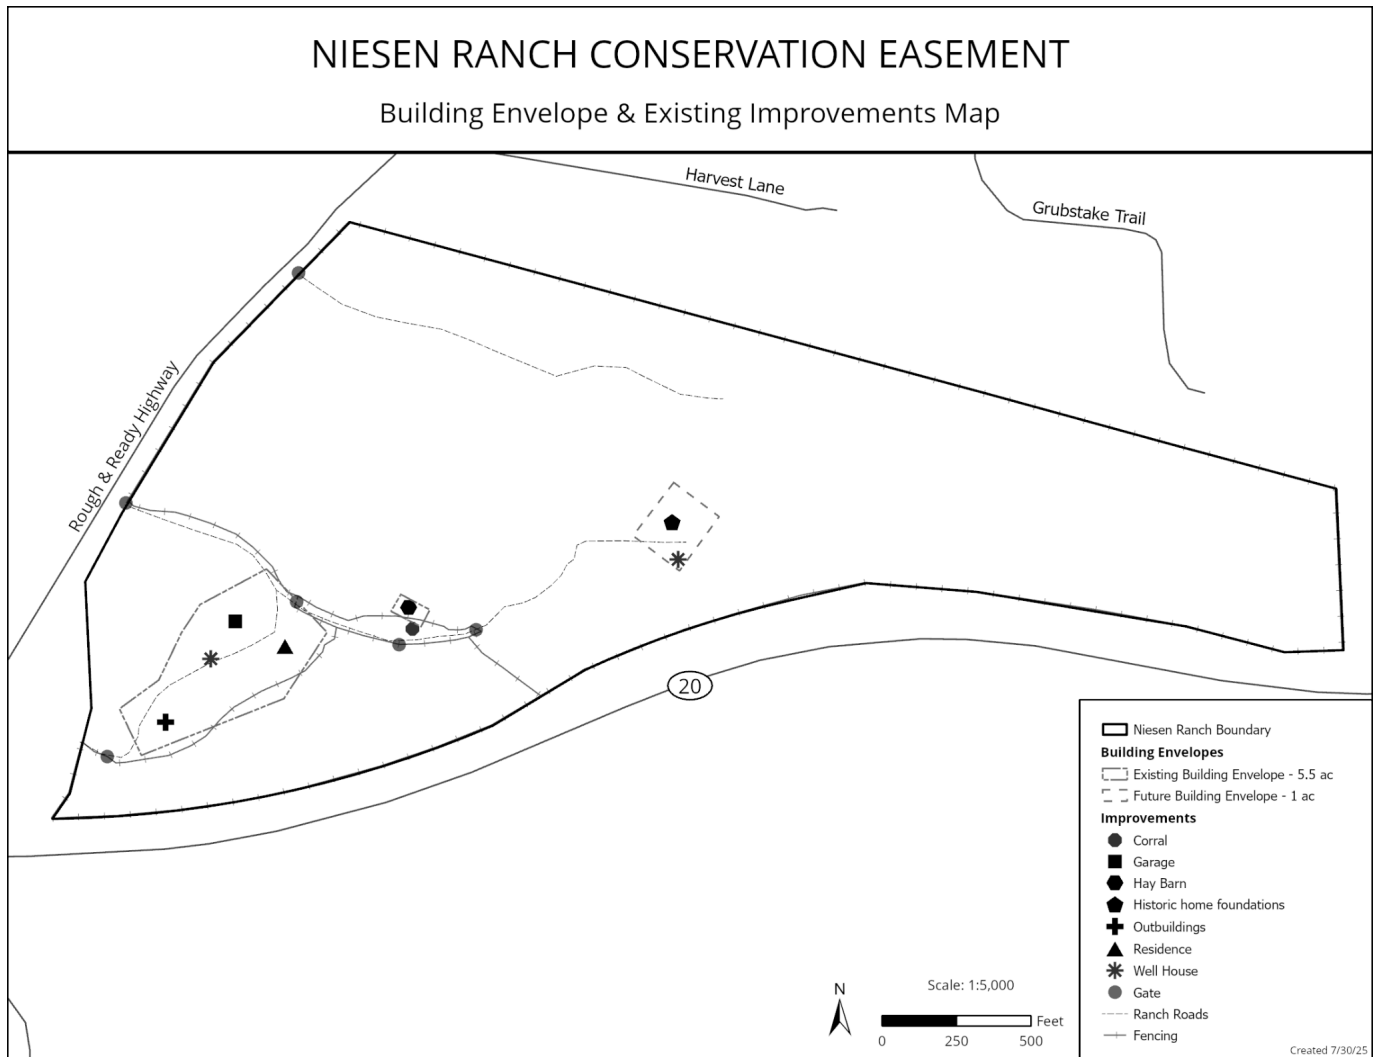 NIESEN RANCH CONSERVATION EASEMENT
Building Envelope & Existing Improvements Map
Harvest Lane
Grubstake Trail
Rough & Ready Highway
20
Niesen Ranch Boundary
Building Envelopes
Existing Building Envelope - 5.5 ac
Future Building Envelope - 1 ac
Improvements
Corral
Garage
Hay Barn
Historic home foundations
Outbuildings
Residence
Well House
Gate
Ranch Roads
Fencing
N
Scale: 1:5,000
Feet
0 250 500
Created 7/30/25